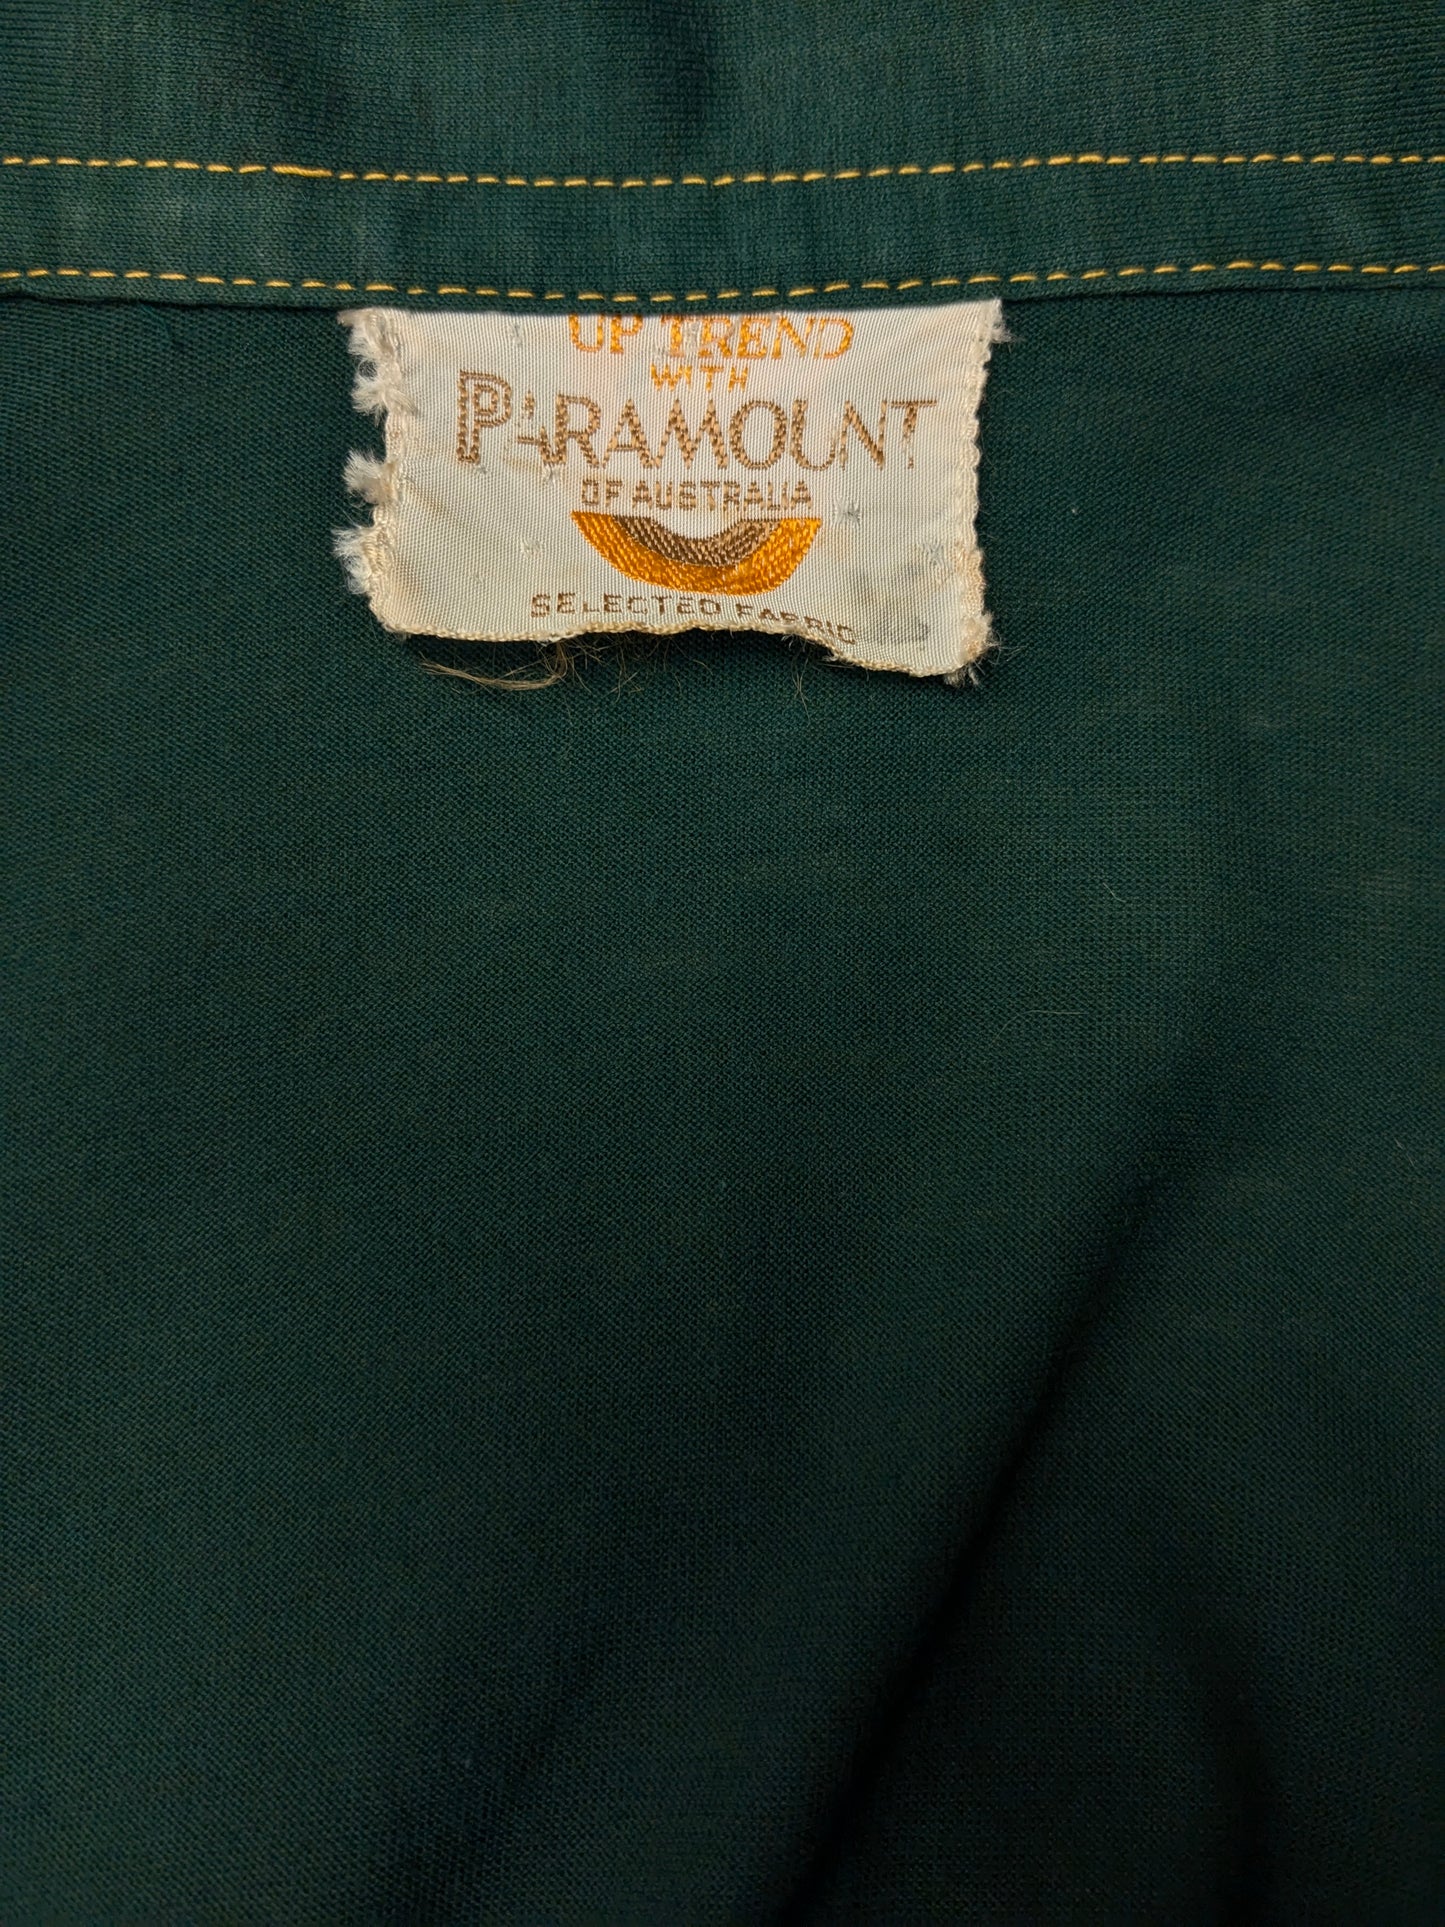 UP TREND
WITH
PARAMOUNT
OF AUSTRALIA
SELECTED FABRIC